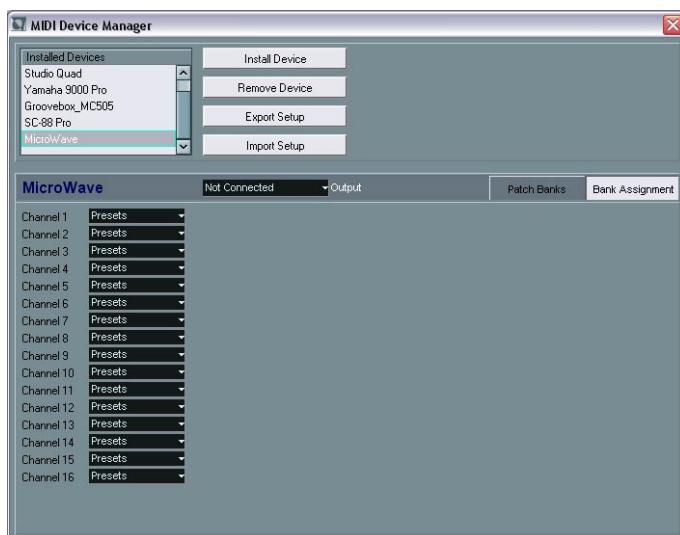 MIDI Device Manager
Installed Devices
Studio Quad
Yamaha 9000 Pro
Groovebox_MC505
SC-88 Pro
MicroWave
Install Device
Remove Device
Export Setup
Import Setup
MicroWave Not Connected Output Patch Banks Bank Assignment
Channel 1 Presets
Channel 2 Presets
Channel 3 Presets
Channel 4 Presets
Channel 5 Presets
Channel 6 Presets
Channel 7 Presets
Channel 8 Presets
Channel 9 Presets
Channel 10 Presets
Channel 11 Presets
Channel 12 Presets
Channel 13 Presets
Channel 14 Presets
Channel 15 Presets
Channel 16 Presets